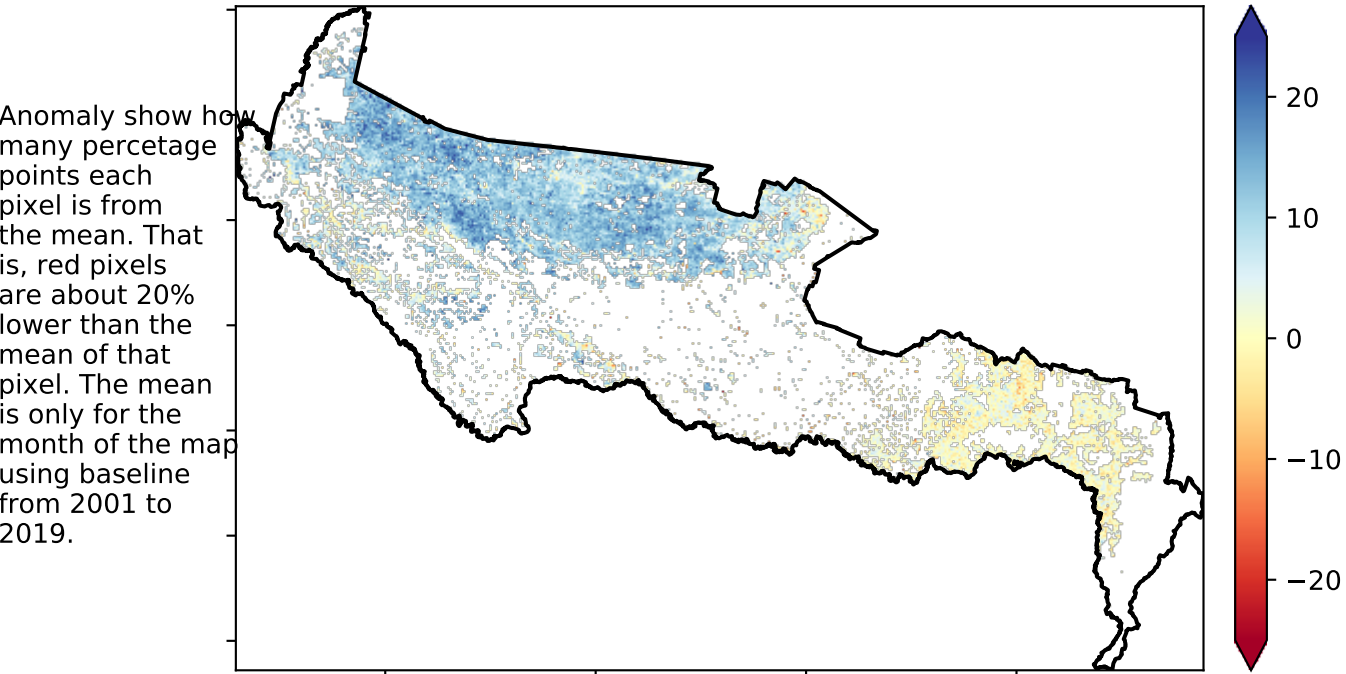 Anomaly show how
many percetage
points each
pixel is from
the mean. That
is, red pixels
are about 20%
lower than the
mean of that
pixel. The mean
is only for the
month of the map
using baseline
from 2001 to
2019.
20
10
0
−10
−20